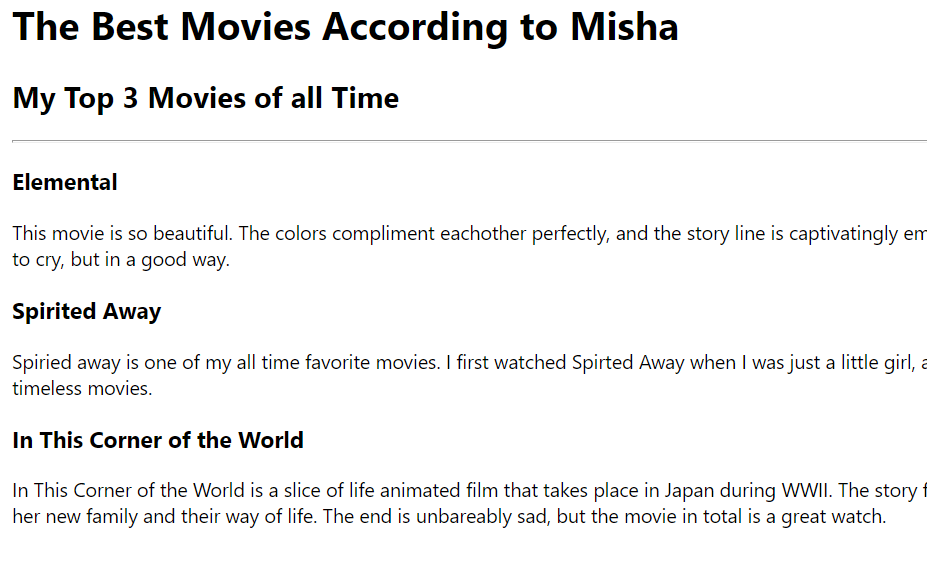 The Best Movies According to Misha
My Top 3 Movies of all Time
Elemental
This movie is so beautiful. The colors compliment eachother perfectly, and the story line is captivatingly em
to cry, but in a good way.
Spirited Away
Spiried away is one of my all time favorite movies. I first watched Spirted Away when I was just a little girl, a
timeless movies.
In This Corner of the World
In This Corner of the World is a slice of life animated film that takes place in Japan during WWII. The story f
her new family and their way of life. The end is unbareably sad, but the movie in total is a great watch.